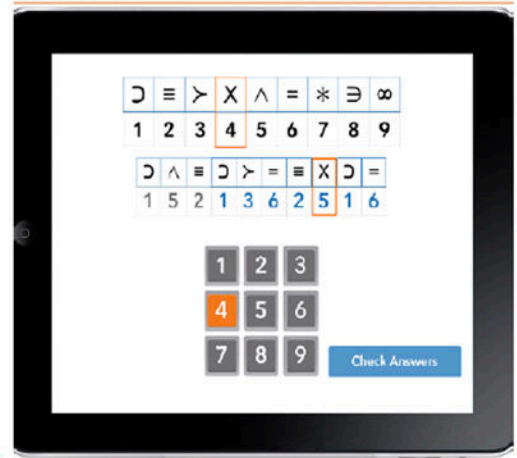 ⊃ ≡ ≻ X ∧ = * ∋ ∞
1 2 3 4 5 6 7 8 9
⊃ ∧ ≡ ⊃ ≻ = ≡ X ⊃ =
1 5 2 1 3 6 2 5 1 6
1 2 3
4 5 6
7 8 9
Check Answers